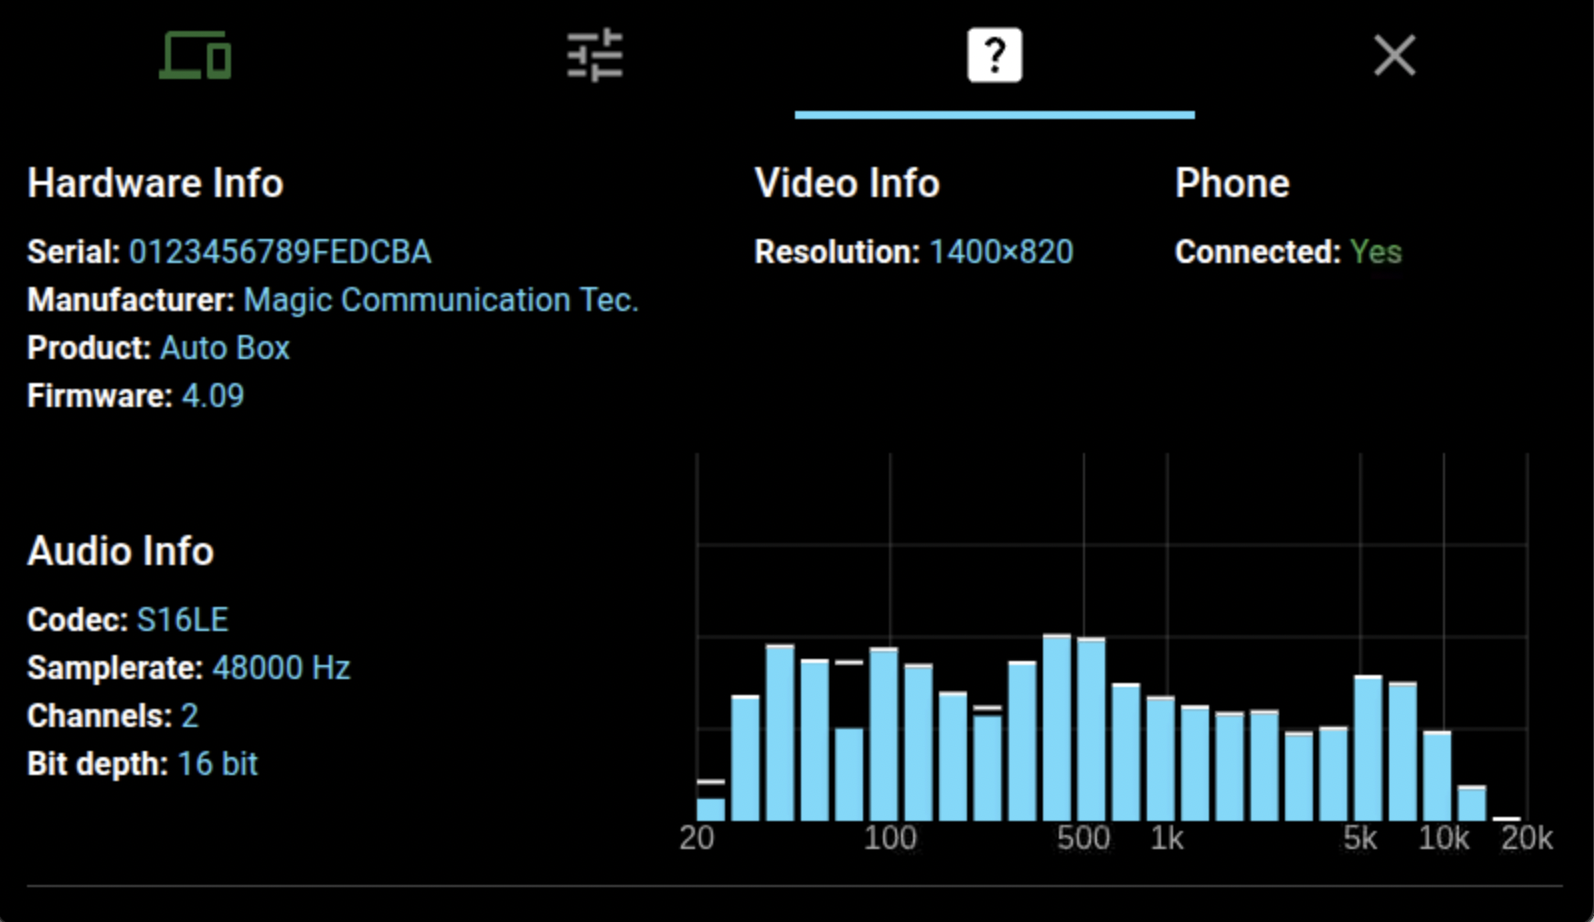 ?
Hardware Info
Serial: 0123456789FEDCBA
Manufacturer: Magic Communication Tec.
Product: Auto Box
Firmware: 4.09
Video Info
Resolution: 1400×820
Phone
Connected: Yes
Audio Info
Codec: S16LE
Samplerate: 48000 Hz
Channels: 2
Bit depth: 16 bit
20 100 500 1k 5k 10k 20k